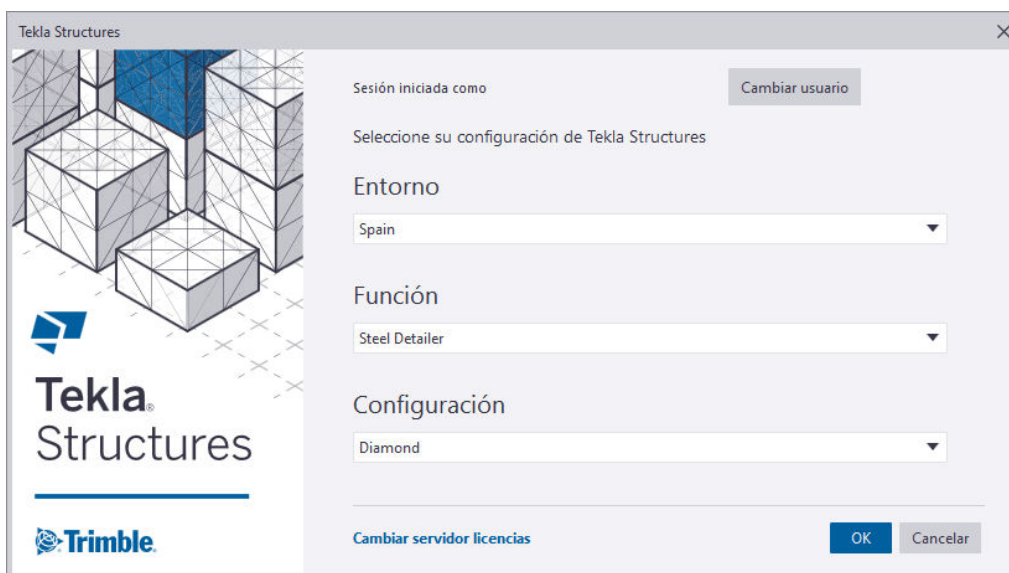 Tekla Structures
Sesión iniciada como
Cambiar usuario
Seleccione su configuración de Tekla Structures
Entorno
Spain
Función
Steel Detailer
Configuración
Diamond
Tekla®
Structures
Trimble.
Cambiar servidor licencias
OK
Cancelar